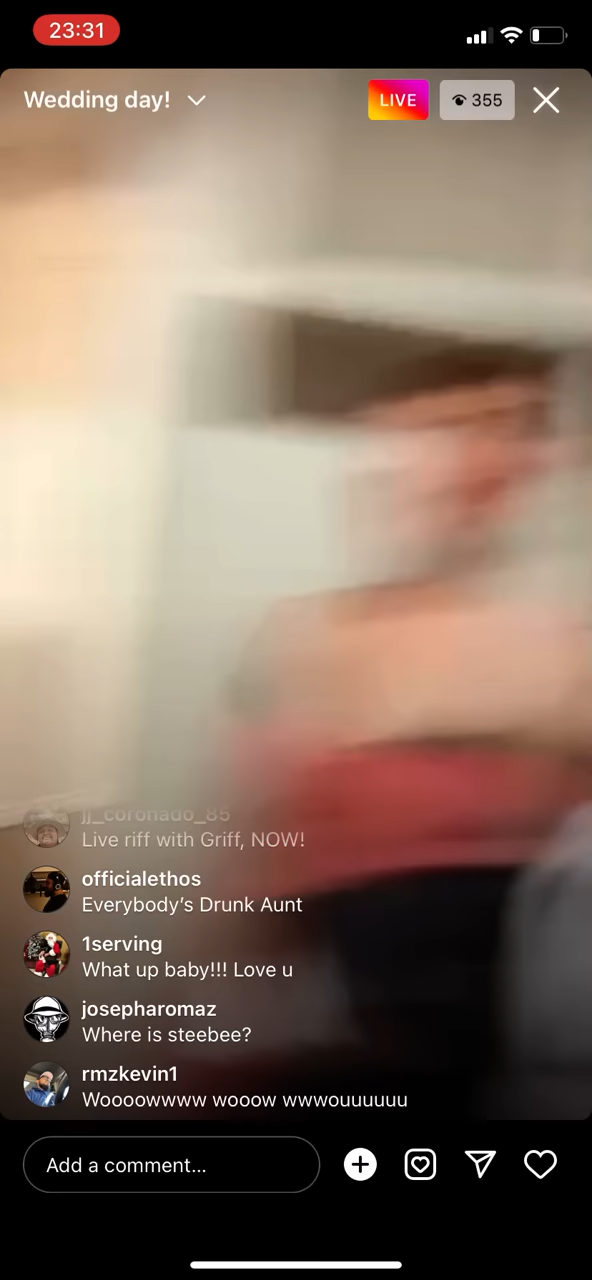 23:31
Wedding day!
LIVE
355
jj_coronado_85
Live riff with Griff, NOW!
officialethos
Everybody's Drunk Aunt
1serving
What up baby!!! Love u
josepharomaz
Where is steebee?
rmzkevin1
Woooowwww wooow wwwouuuuuu
Add a comment...